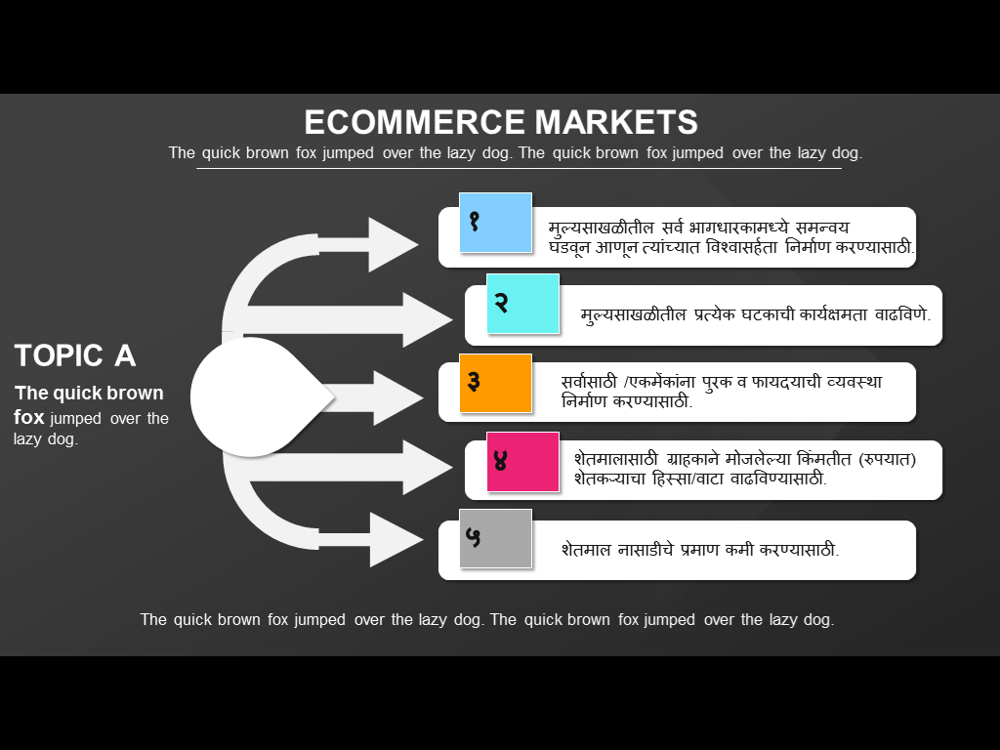 ECOMMERCE MARKETS
The quick brown fox jumped over the lazy dog. The quick brown fox jumped over the lazy dog.
१
मुल्यसाखळीतील सर्व भागधारकामध्ये समन्वय
घडवून आणून त्यांच्यात विश्वासर्हता निर्माण करण्यासाठी.
२
मुल्यसाखळीतील प्रत्येक घटकाची कार्यक्षमता वाढविणे.
TOPIC A
The quick brown
fox jumped over the
lazy dog.
३
सर्वासाठी /एकमेंकांना पुरक व फायदयाची व्यवस्था
निर्माण करण्यासाठी.
४
शेतमालासाठी ग्राहकाने मोजलेल्या किंमतीत (रुपयात)
शेतकऱ्याचा हिस्सा/वाटा वाढविण्यासाठी.
५
शेतमाल नासाडीचे प्रमाण कमी करण्यासाठी.
The quick brown fox jumped over the lazy dog. The quick brown fox jumped over the lazy dog.